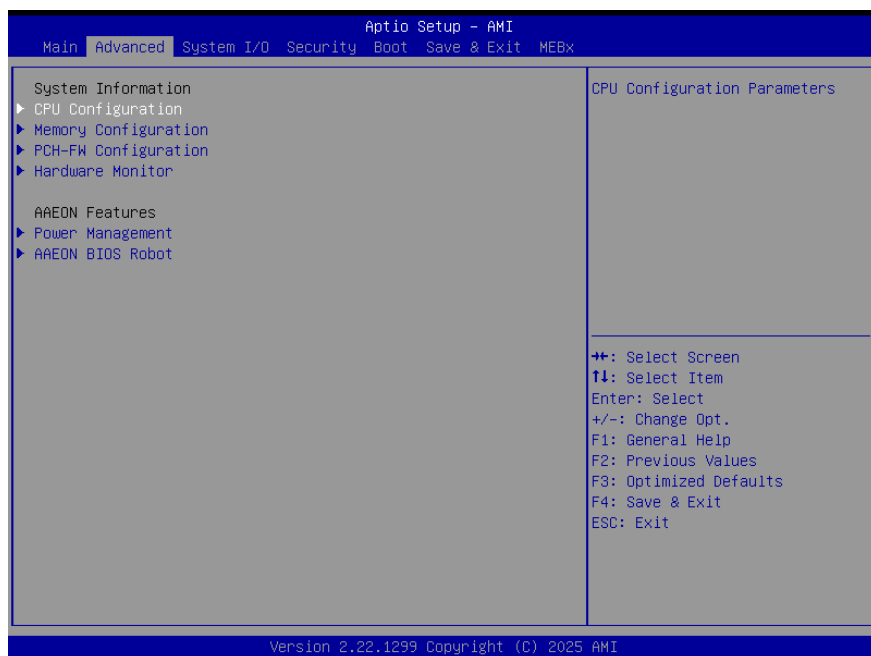 Aptio Setup - AMI
Main Advanced System I/O Security Boot Save & Exit MEBx
System Information
CPU Configuration
Memory Configuration
PCH-FW Configuration
Hardware Monitor
AAEON Features
Power Management
AAEON BIOS Robot
CPU Configuration Parameters
→←: Select Screen
↑↓: Select Item
Enter: Select
+/-: Change Opt.
F1: General Help
F2: Previous Values
F3: Optimized Defaults
F4: Save & Exit
ESC: Exit
Version 2.22.1299 Copyright (C) 2025 AMI